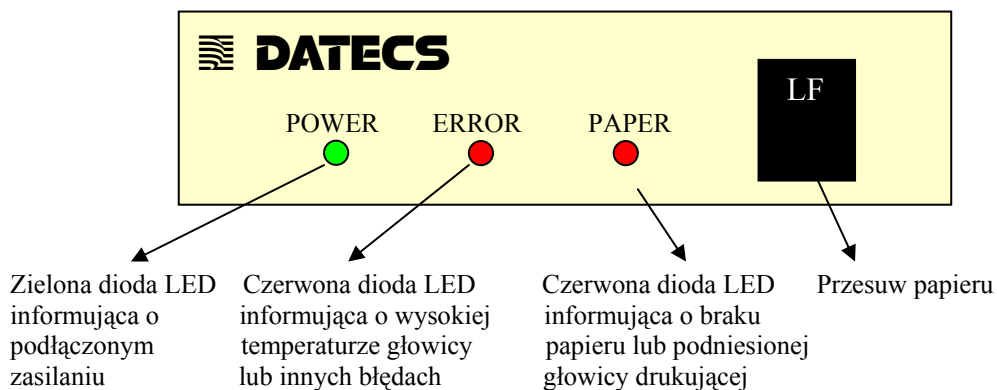 DATECS
LF
POWER ERROR PAPER
Zielona dioda LED
informująca o
podłączonym
zasilaniu
Czerwona dioda LED
informująca o wysokiej
temperaturze głowicy
lub innych błędach
Czerwona dioda LED
informująca o braku
papieru lub podniesionej
głowicy drukującej
Przesuw papieru